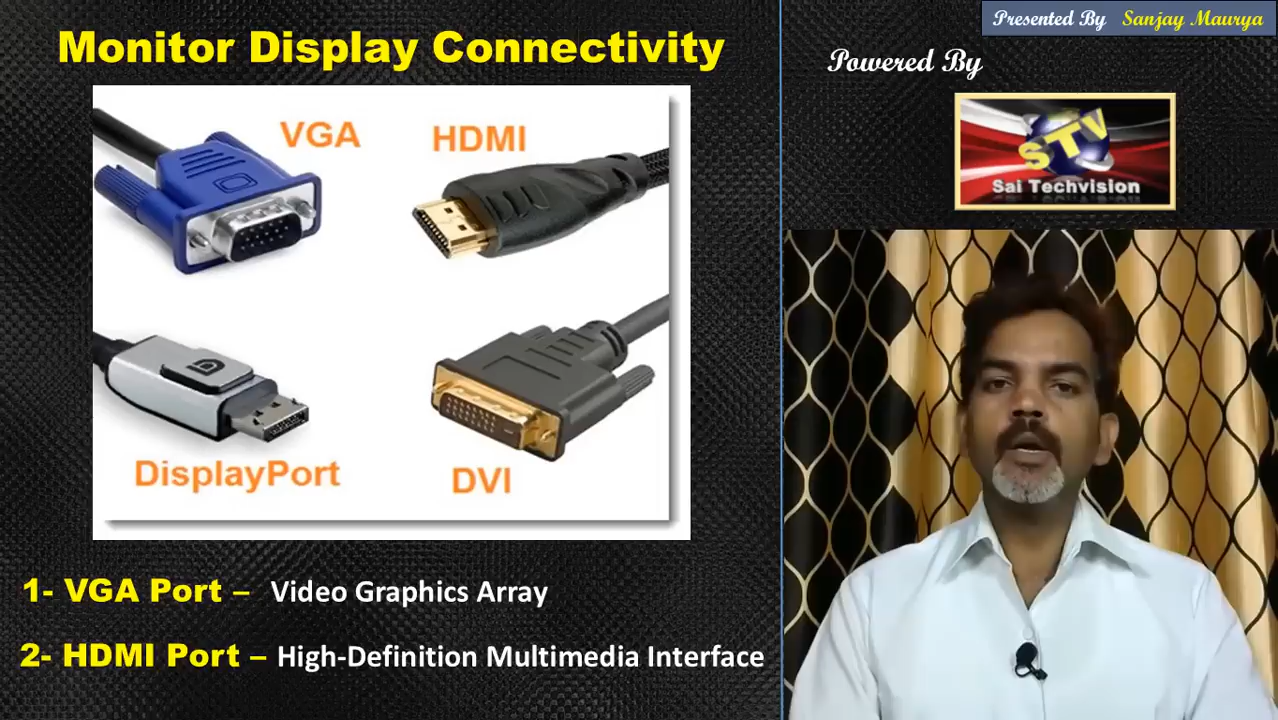 Monitor Display Connectivity
VGA
HDMI
DisplayPort
DVI
1- VGA Port – Video Graphics Array
2- HDMI Port – High-Definition Multimedia Interface
Presented By Sanjay Maurya
Powered By
STV
Sai Techvision